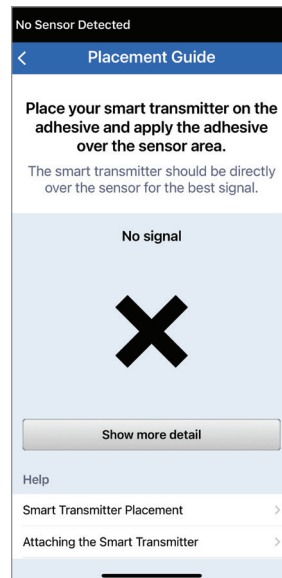 No Sensor Detected
Placement Guide
Place your smart transmitter on the
adhesive and apply the adhesive
over the sensor area.
The smart transmitter should be directly
over the sensor for the best signal.
No signal
Show more detail
Help
Smart Transmitter Placement
Attaching the Smart Transmitter